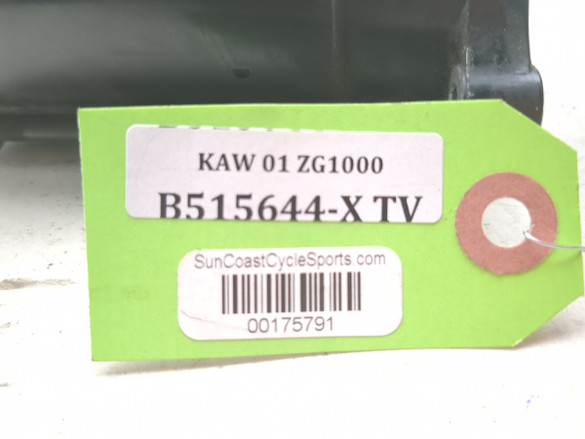 KAW 01 ZG1000
B515644-X TV
SunCoastCycleSports.com
00175791